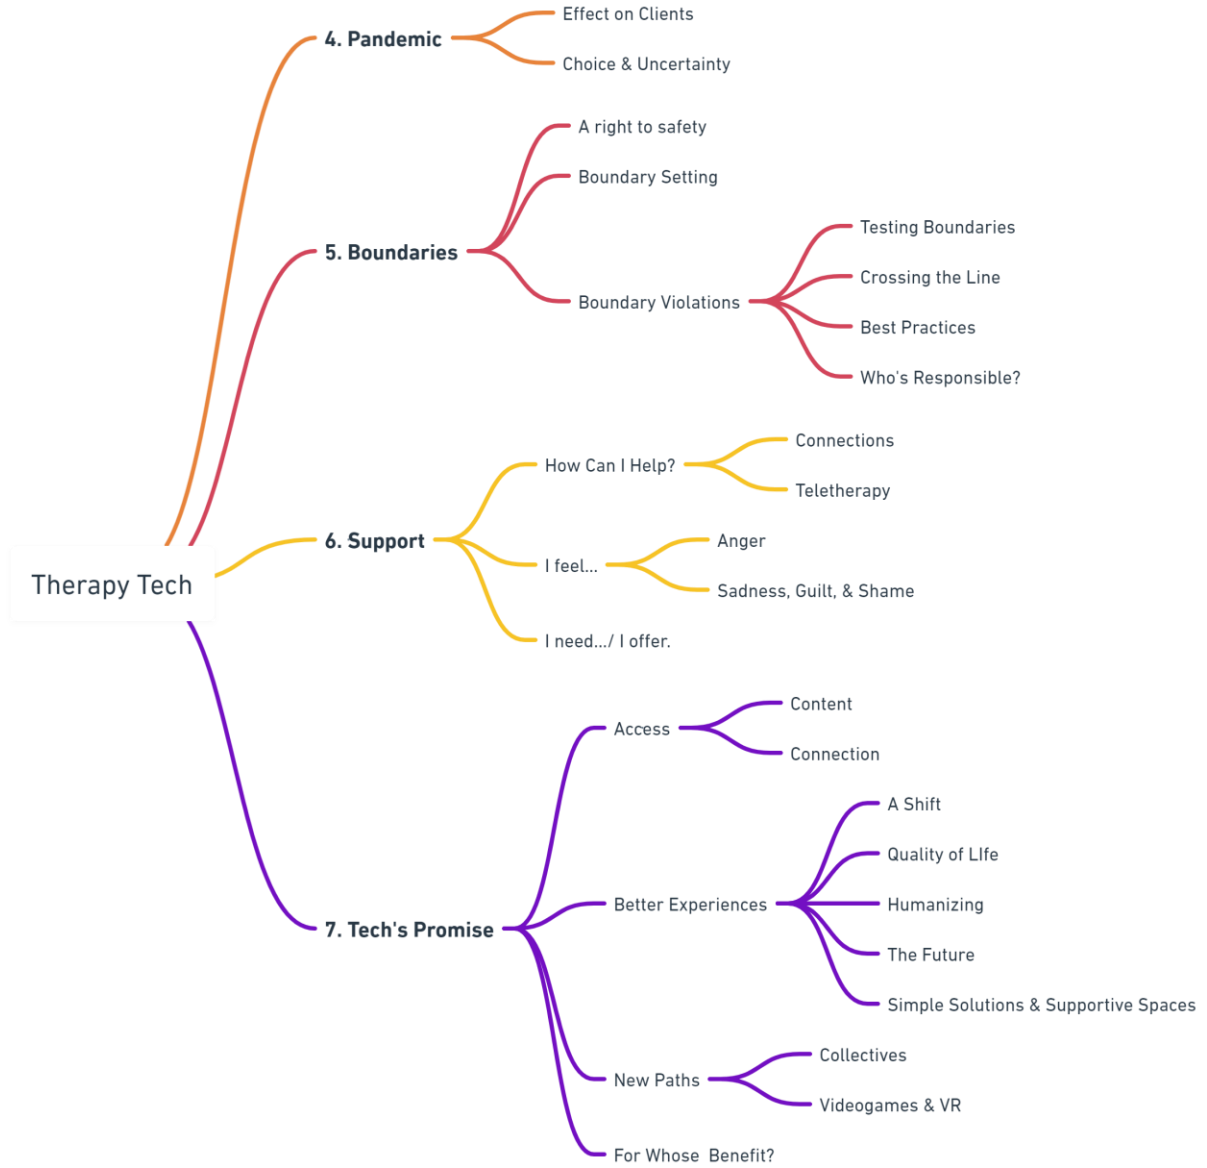 Effect on Clients
4. Pandemic
Choice & Uncertainty
A right to safety
Boundary Setting
Testing Boundaries
5. Boundaries
Crossing the Line
Boundary Violations
Best Practices
Who's Responsible?
Connections
How Can I Help?
Teletherapy
6. Support
Anger
I feel...
Therapy Tech
Sadness, Guilt, & Shame
I need.../ I offer.
Content
Access
Connection
A Shift
Quality of LIfe
Better Experiences
Humanizing
7. Tech's Promise
The Future
Simple Solutions & Supportive Spaces
Collectives
New Paths
Videogames & VR
For Whose  Benefit?